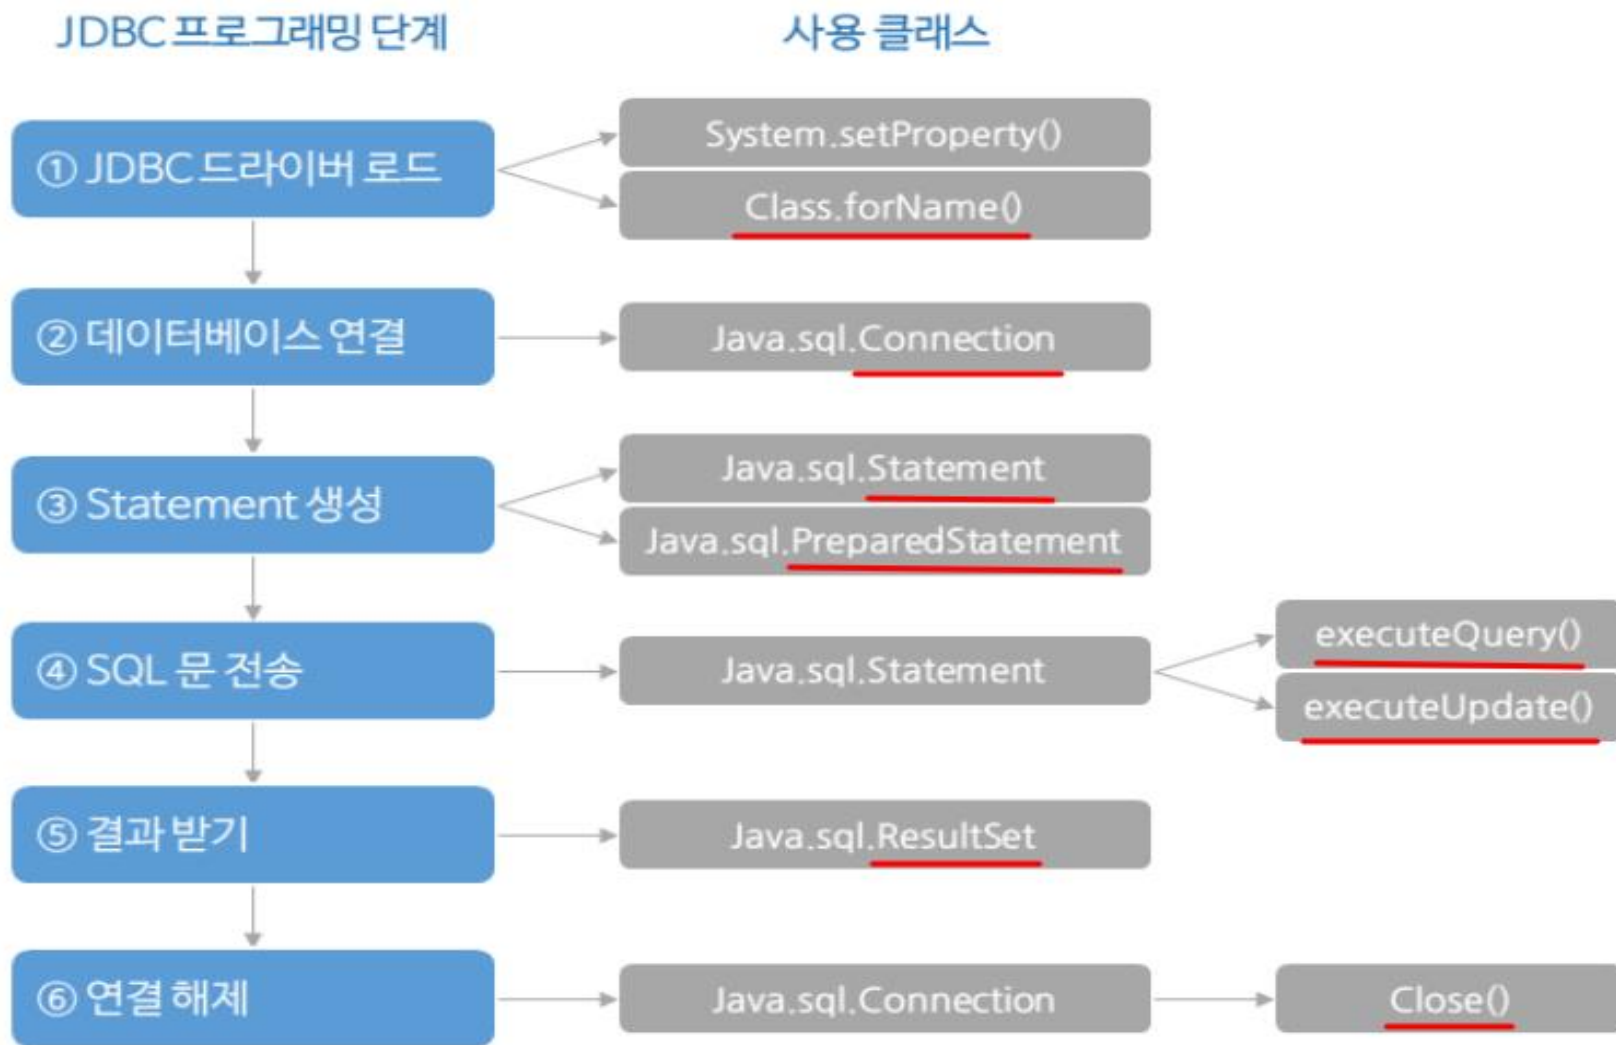 JDBC 프로그래밍 단계
사용 클래스
① JDBC 드라이버 로드
System.setProperty()
Class.forName()
② 데이터베이스 연결
Java.sql.Connection
③ Statement 생성
Java.sql.Statement
Java.sql.PreparedStatement
④ SQL 문 전송
Java.sql.Statement
executeQuery()
executeUpdate()
⑤ 결과 받기
Java.sql.ResultSet
⑥ 연결 해제
Java.sql.Connection
Close()